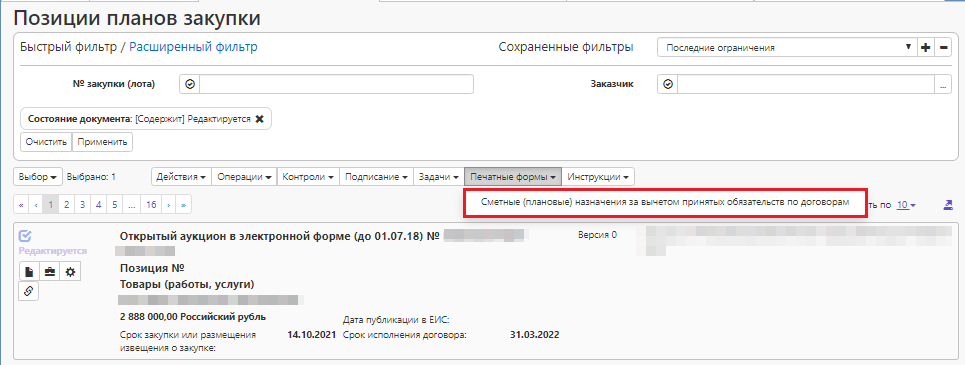 Позиции планов закупки
Быстрый фильтр / Расширенный фильтр Сохраненные фильтры Последние ограничения
№ закупки (лота) Заказчик ...
Состояние документа: [Содержит] Редактируется
Очистить Применить
Выбор Выбрано: 1 Действия Операции Контроли Подписание Задачи Печатные формы Инструкции
« ‹ 1 2 3 4 5 ... 16 › » Сметные (плановые) назначения за вычетом принятых обязательств по договорам ть по 10
Редактируется Открытый аукцион в электронной форме (до 01.07.18) № Версия 0
Позиция №
Товары (работы, услуги)
2 888 000,00 Российский рубль
Дата публикации в ЕИС:
Срок закупки или размещения извещения о закупке: 14.10.2021 Срок исполнения договора: 31.03.2022